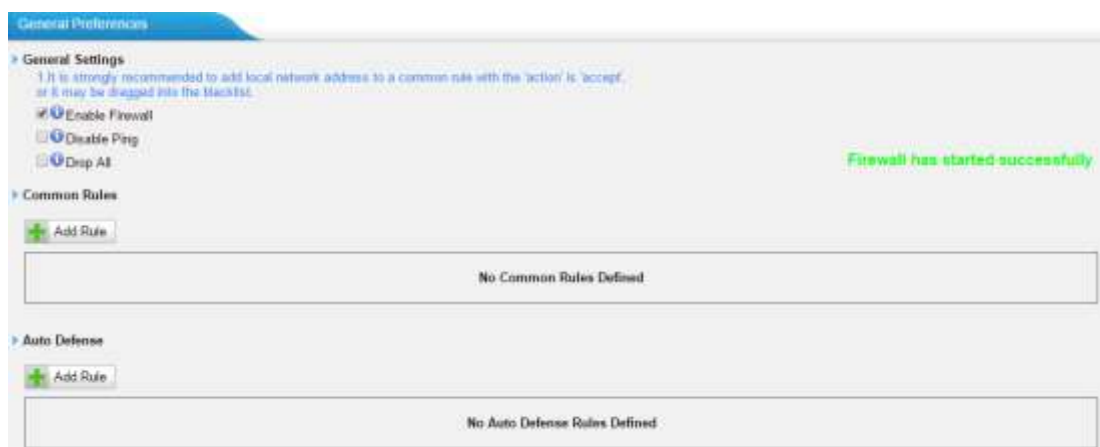 General Preferences
General Settings
1.It is strongly recommended to add local network address to a common rule with the 'action' is 'accept',
or it may be dragged into the blacklist.
Enable Firewall
Disable Ping
Drop All
Firewall has started successfully
Common Rules
Add Rule
No Common Rules Defined
Auto Defense
Add Rule
No Auto Defense Rules Defined